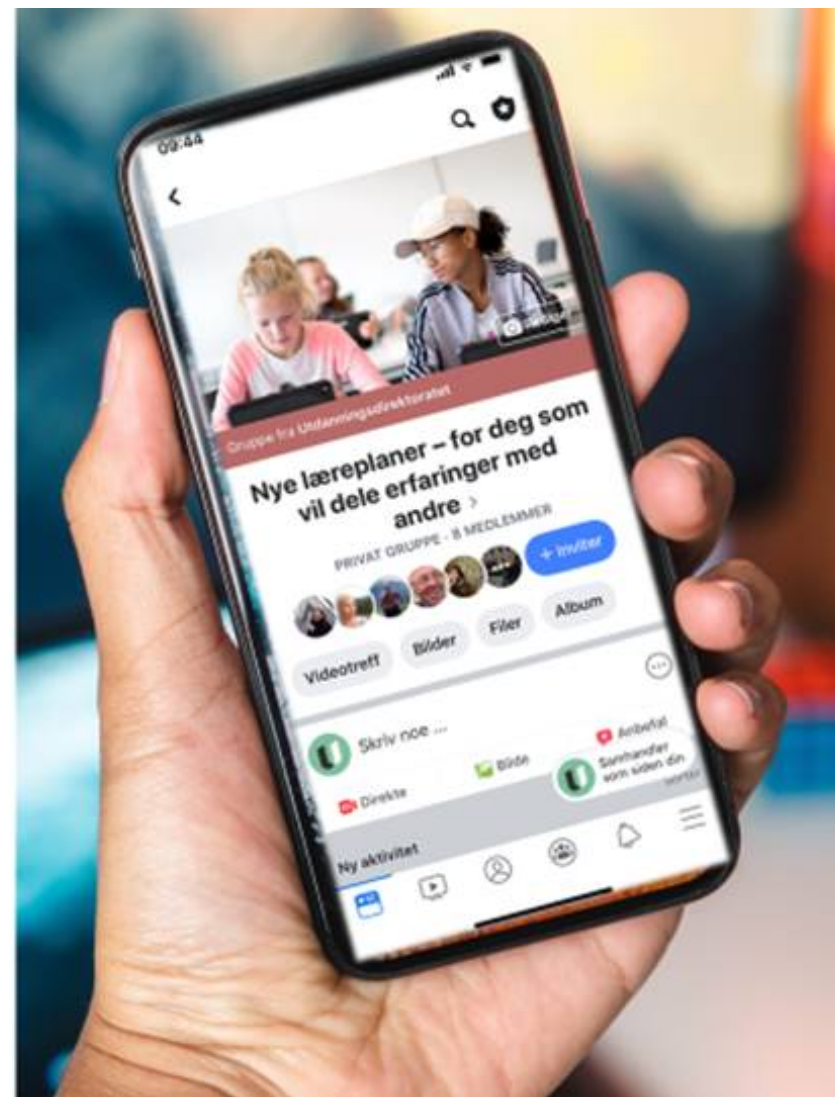 09:44
Gruppe fra Utdanningsdirektoratet
Nye læreplaner – for deg som
vil dele erfaringer med
andre >
PRIVAT GRUPPE · 8 MEDLEMMER
+ Inviter
Videotreff Bilder Filer Album
Skriv noe ...
Direkte Bilde Anbefal
Samhandler
som siden din
Ny aktivitet